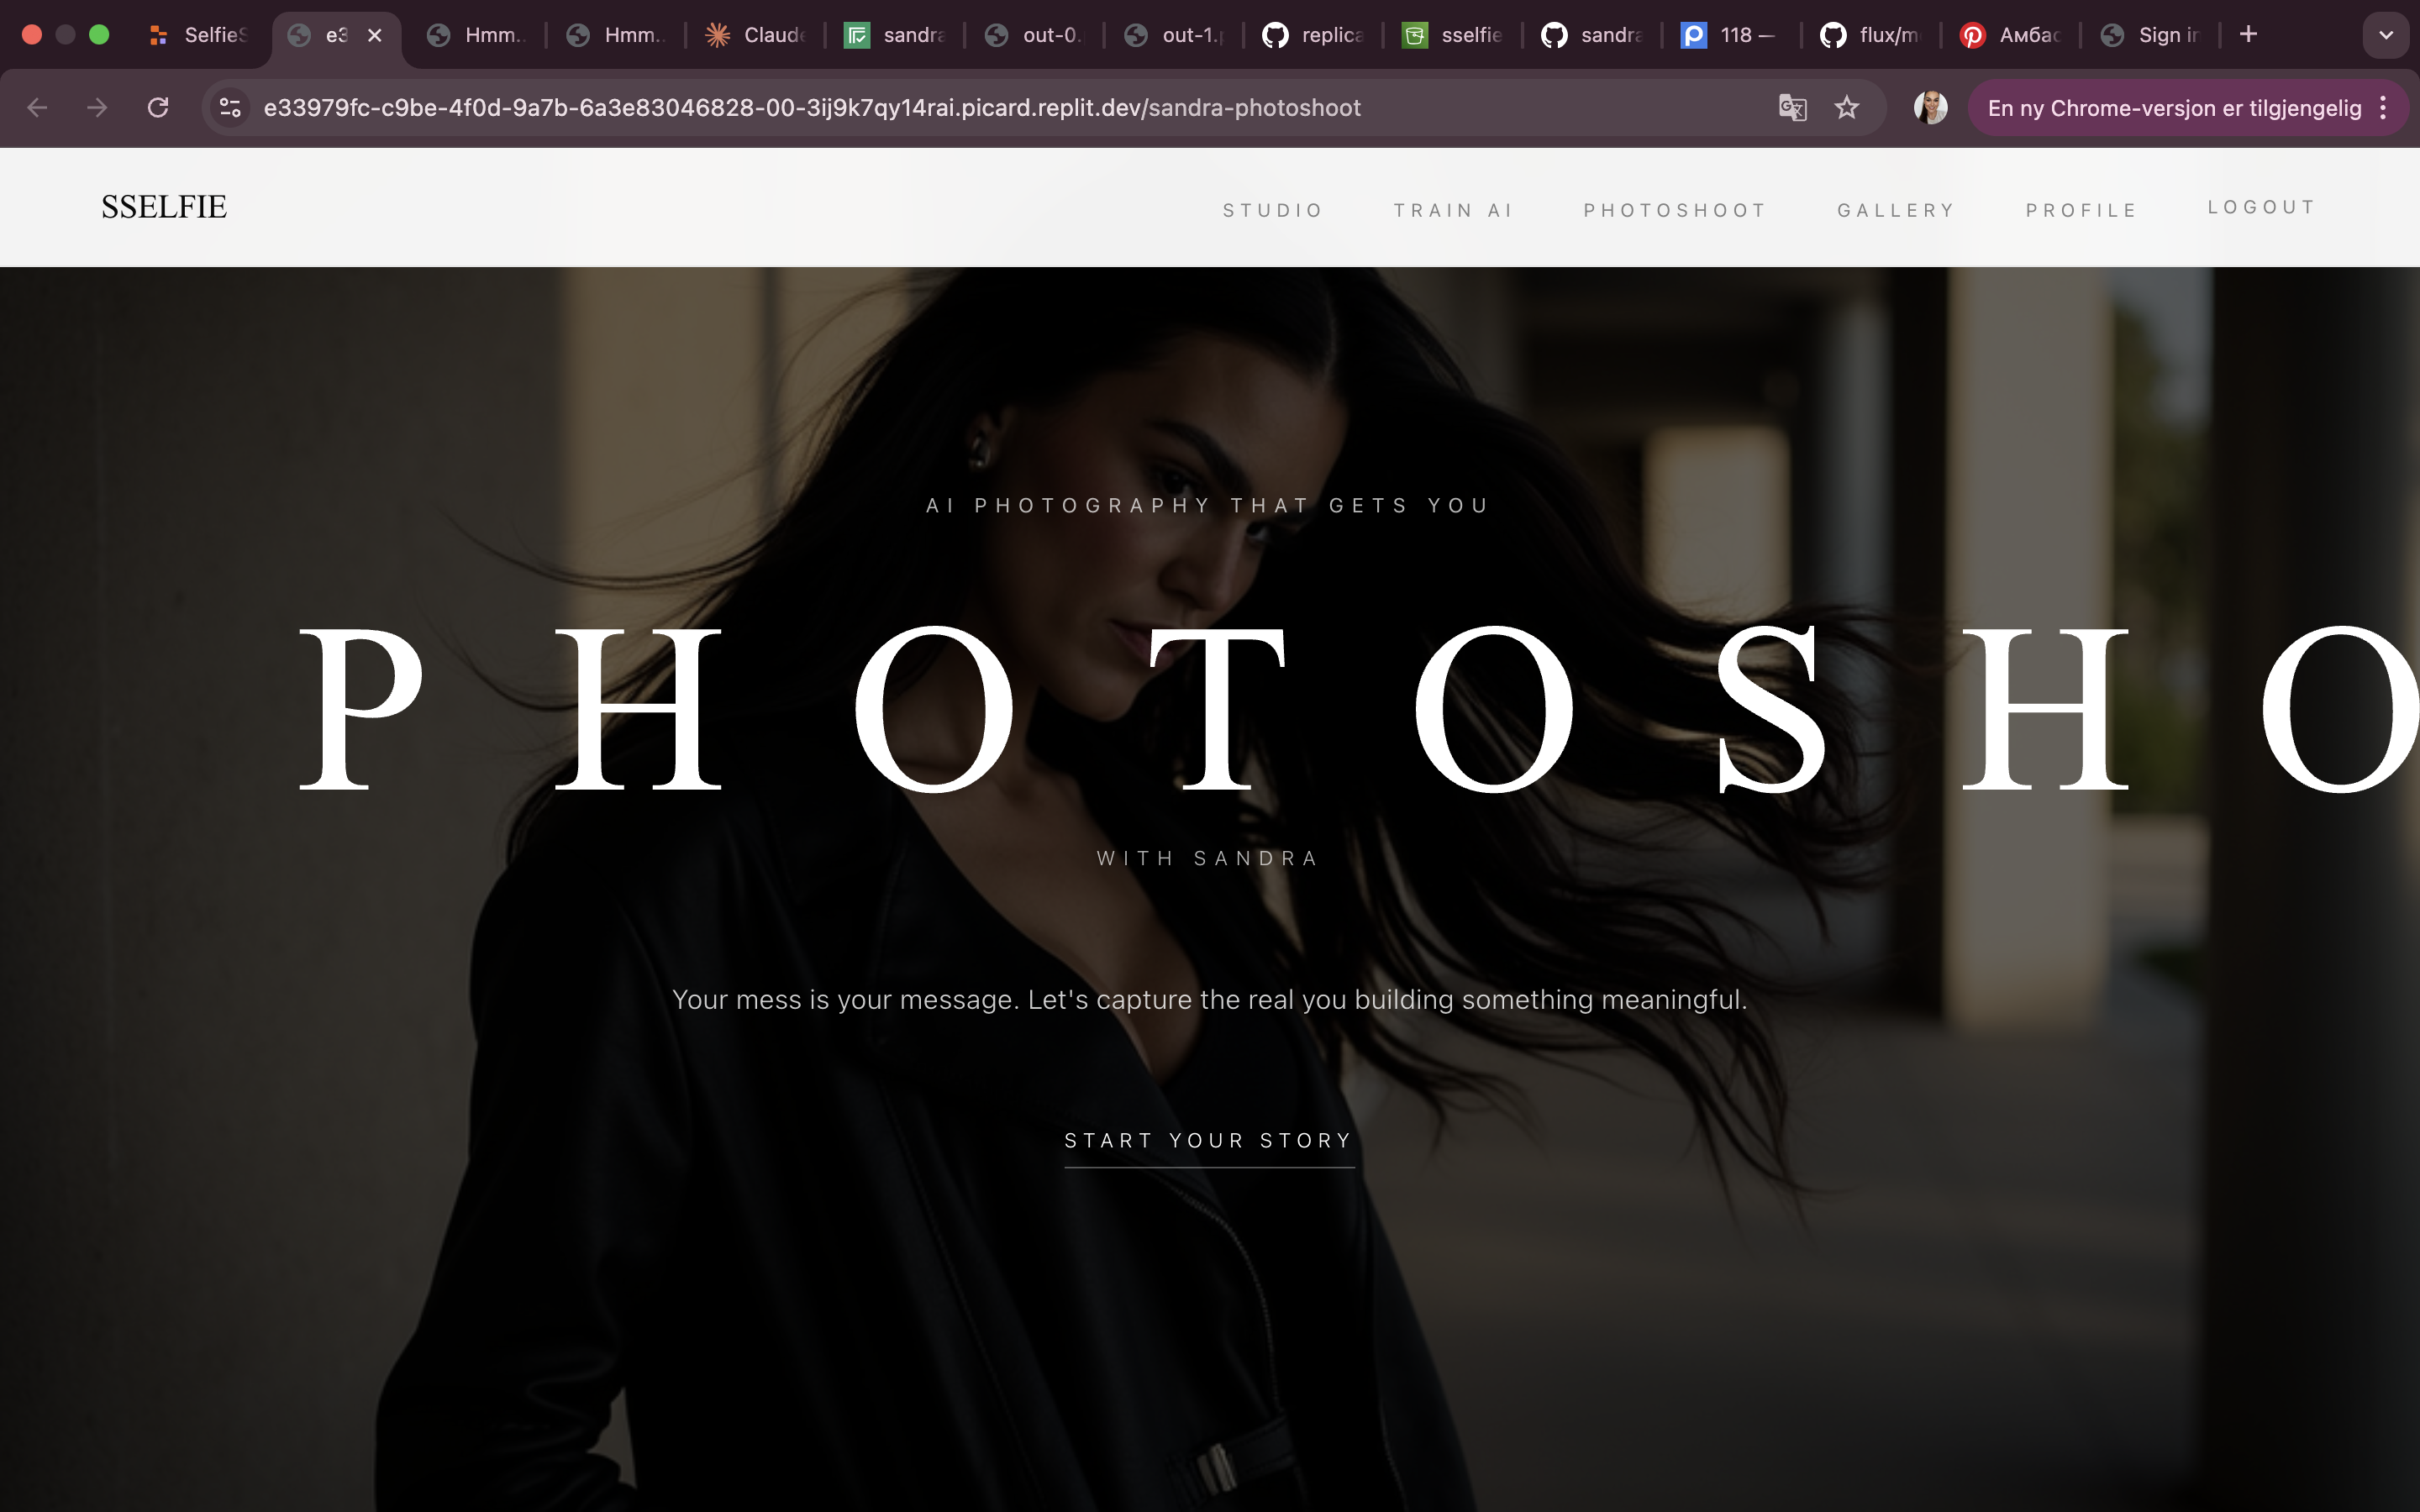 SelfieS
e3
Hmm..
Hmm..
Claude
sandra
out-0.
out-1.p
replica
sselfie
sandra
118 —
flux/m
Амбас
Sign in
e33979fc-c9be-4f0d-9a7b-6a3e83046828-00-3ij9k7qy14rai.picard.replit.dev/sandra-photoshoot
En ny Chrome-versjon er tilgjengelig
SSELFIE
STUDIO
TRAIN AI
PHOTOSHOOT
GALLERY
PROFILE
LOGOUT
AI PHOTOGRAPHY THAT GETS YOU
PHOTOSHO
WITH SANDRA
Your mess is your message. Let's capture the real you building something meaningful.
START YOUR STORY